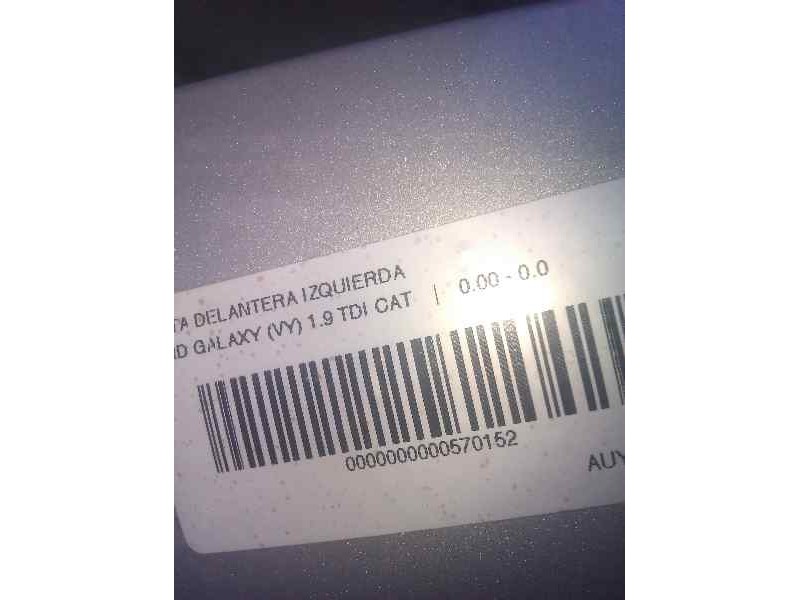 TA DELANTERA IZQUIERDA
D GALAXY (VY) 1.9 TDI CAT | 0.00 - 0.0
0000000000570152
AUY